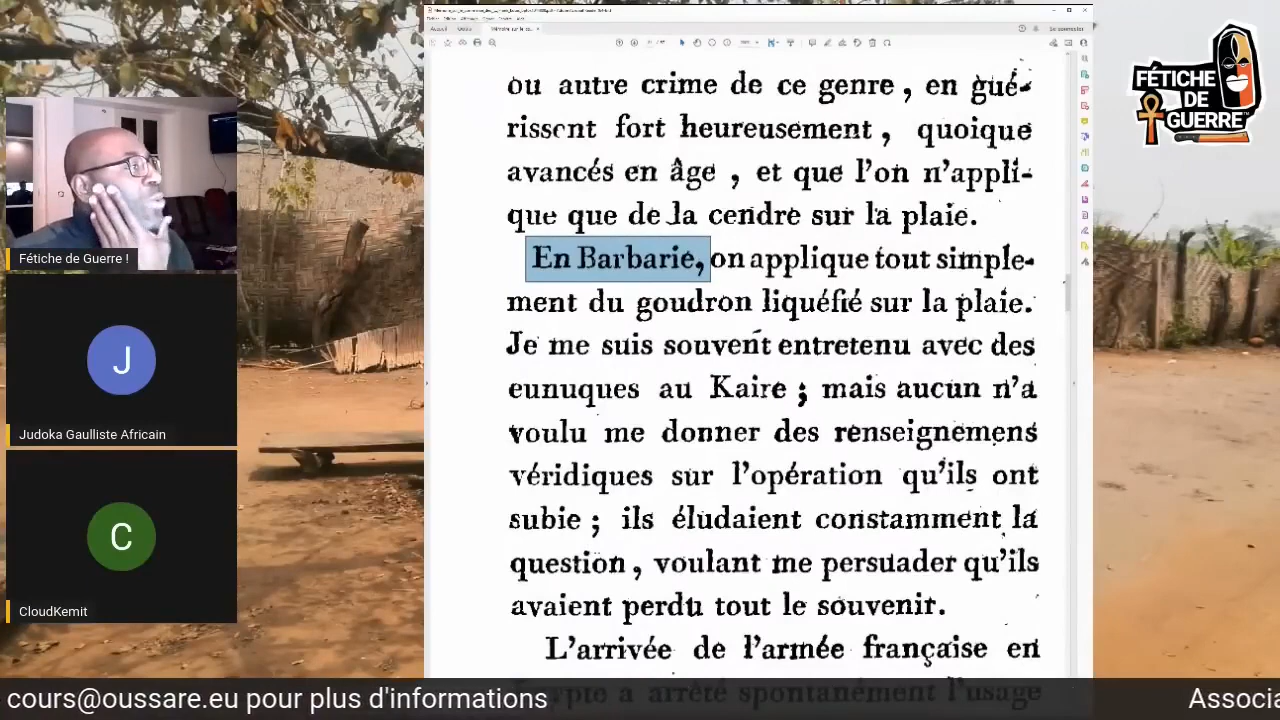 ou autre crime de ce genre, en gué-
rissent fort heureusement, quoique
avancés en âge, et que l'on n'appli-
que que de la cendre sur la plaie.
En Barbarie, on applique tout simple-
ment du goudron liquéfié sur la plaie.
Je me suis souvent entretenu avec des
eunuques au Kaire; mais aucun n'a
voulu me donner des renseignemens
véridiques sur l'opération qu'ils ont
subie; ils éludaient constamment la
question, voulant me persuader qu'ils
avaient perdu tout le souvenir.
L'arrivée de l'armée française en
a arrêté spontanément l'usage
FÉTICHE
DE
GUERRE
Fétiche de Guerre !
J
Judoka Gaulliste Africain
C
CloudKemit
cours@oussare.eu pour plus d'informations
Associa